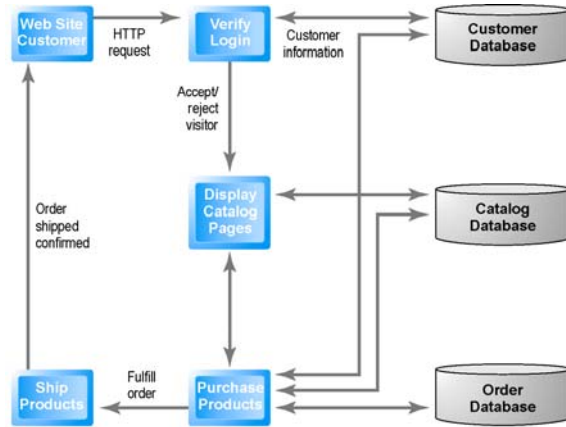 Web Site
Customer
HTTP
request
Verify
Login
Customer
information
Customer
Database
Accept/
reject
visitor
Display
Catalog
Pages
Catalog
Database
Order
shipped
confirmed
Ship
Products
Fulfill
order
Purchase
Products
Order
Database